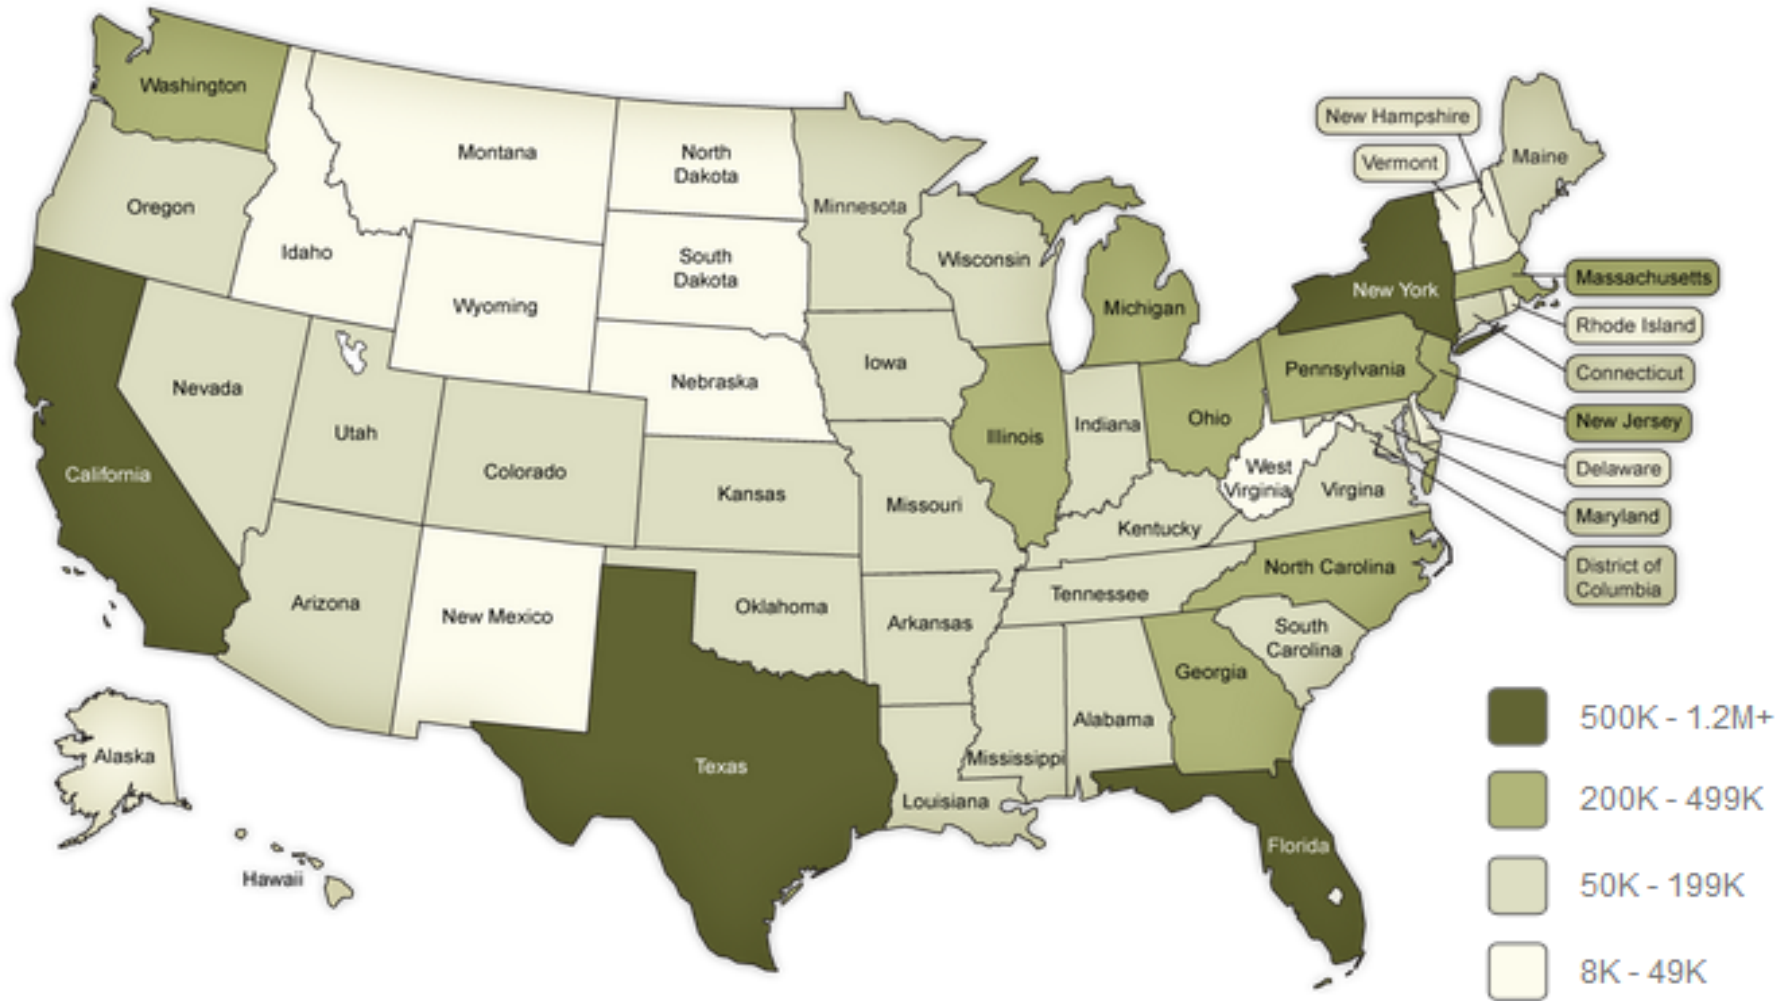 Washington
Montana
North
Dakota
Minnesota
Oregon
Idaho
South
Dakota
Wisconsin
Wyoming
Michigan
New York
Maine
New Hampshire
Vermont
Massachusetts
Rhode Island
Connecticut
New Jersey
Delaware
Maryland
District of
Columbia
Nevada
Utah
Nebraska
Iowa
Pennsylvania
Illinois
Indiana
Ohio
California
Colorado
Kansas
Missouri
West
Virginia
Virgina
Kentucky
Arizona
New Mexico
Oklahoma
Arkansas
Tennessee
North Carolina
South
Carolina
Georgia
Alabama
Mississippi
Louisiana
Texas
Florida
Alaska
Hawaii
500K - 1.2M+
200K - 499K
50K - 199K
8K - 49K